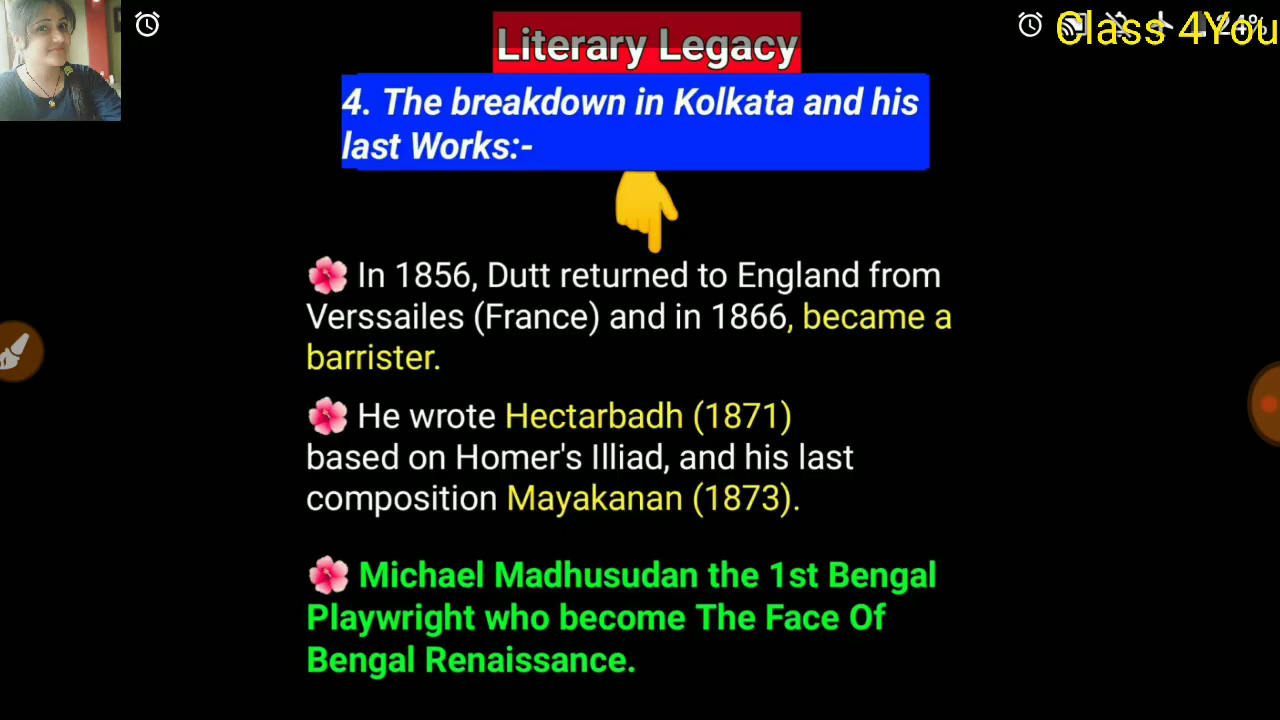 Literary Legacy
Class 4You
4. The breakdown in Kolkata and his
last Works:-
In 1856, Dutt returned to England from
Verssailes (France) and in 1866, became a
barrister.
He wrote Hectarbadh (1871)
based on Homer's Illiad, and his last
composition Mayakanan (1873).
Michael Madhusudan the 1st Bengal
Playwright who become The Face Of
Bengal Renaissance.